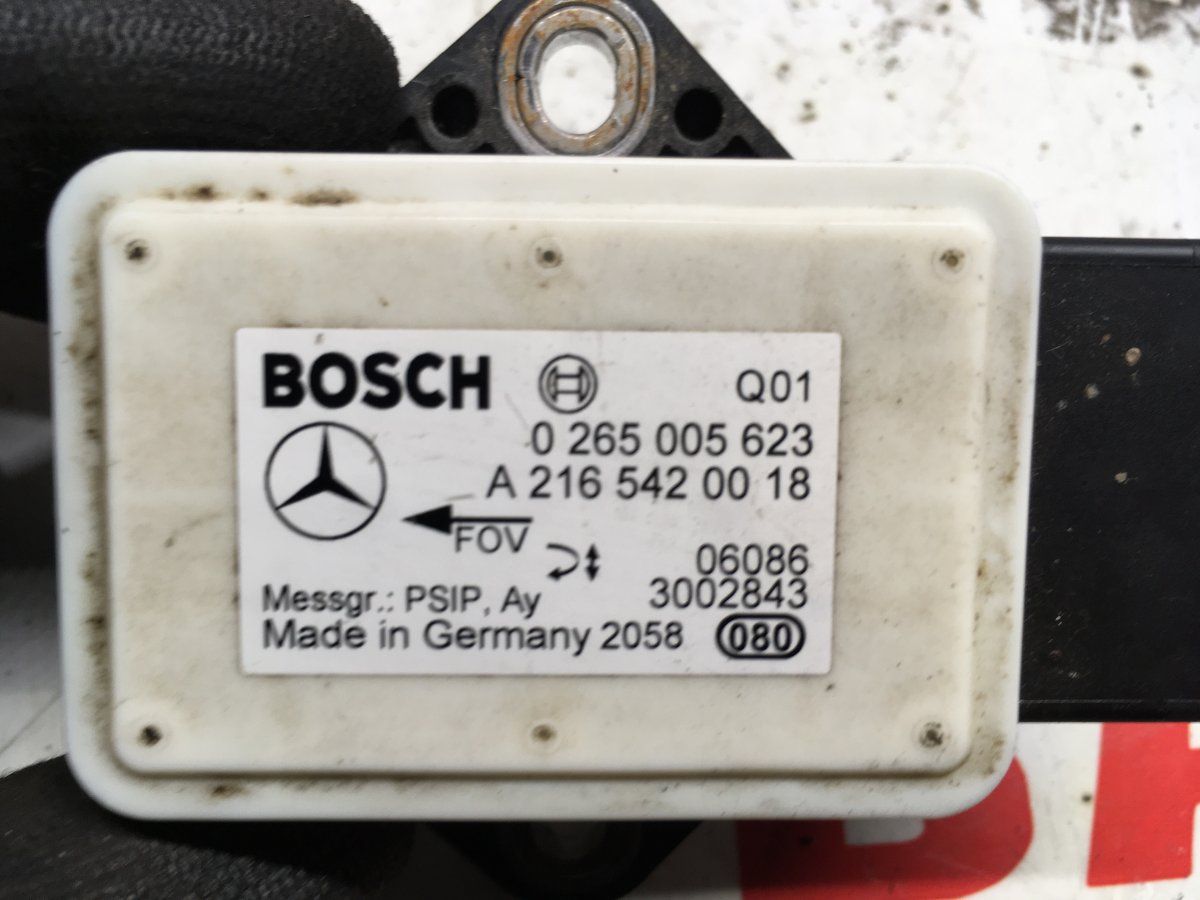 BOSCH Q01
0 265 005 623
A 216 542 00 18
FOV
06086
3002843
Messgr.: PSIP, Ay
Made in Germany 2058 080